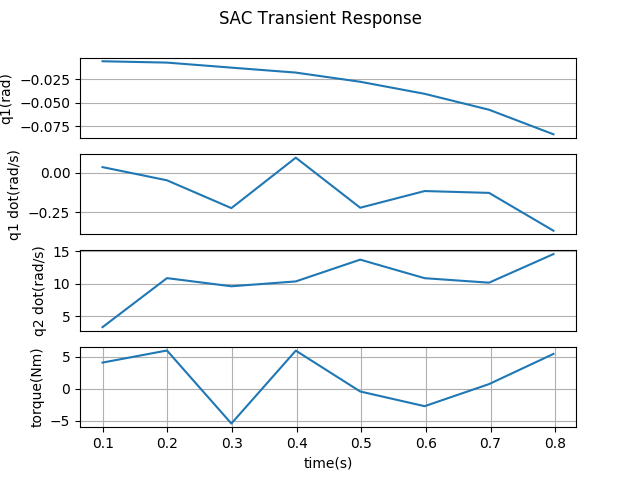 SAC Transient Response
q1(rad)
−0.025
−0.050
−0.075
q1 dot(rad/s)
0.00
−0.25
q2 dot(rad/s)
15
10
5
torque(Nm)
5
0
−5
0.1 0.2 0.3 0.4 0.5 0.6 0.7 0.8
time(s)